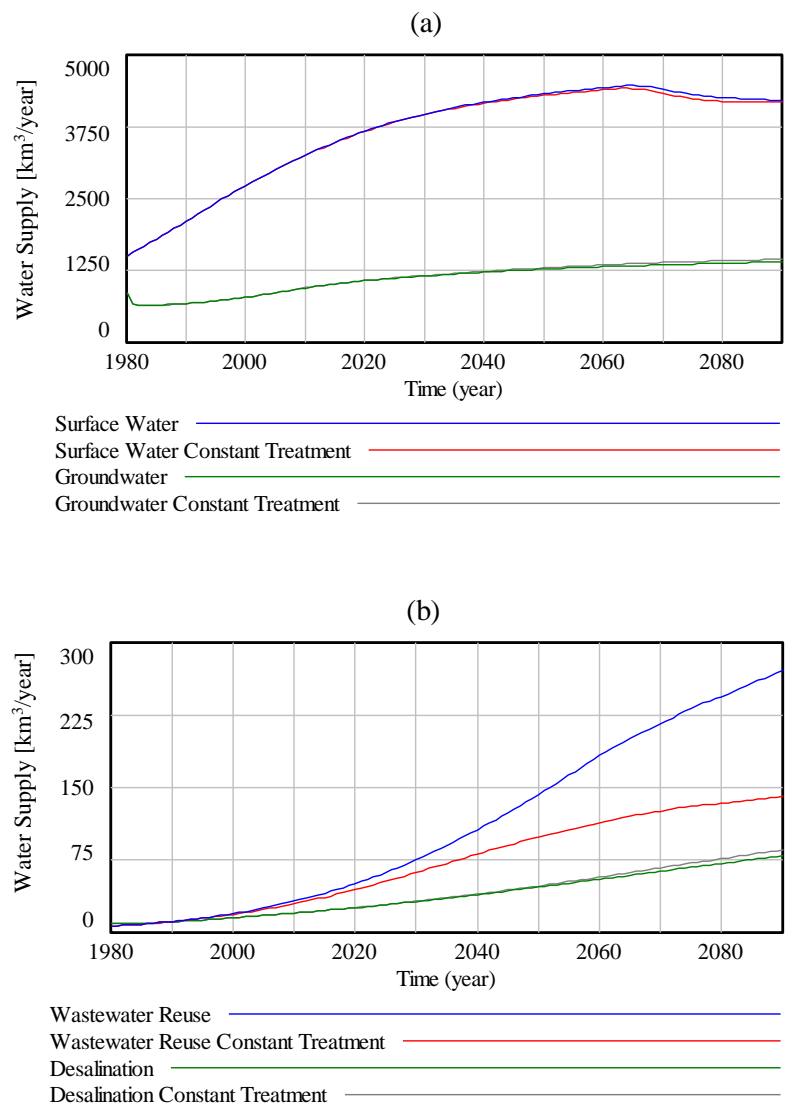 (a)
Water Supply [km³/year]
5000
3750
2500
1250
0
1980 2000 2020 2040 2060 2080
Time (year)
Surface Water
Surface Water Constant Treatment
Groundwater
Groundwater Constant Treatment
(b)
Water Supply [km³/year]
300
225
150
75
0
1980 2000 2020 2040 2060 2080
Time (year)
Wastewater Reuse
Wastewater Reuse Constant Treatment
Desalination
Desalination Constant Treatment